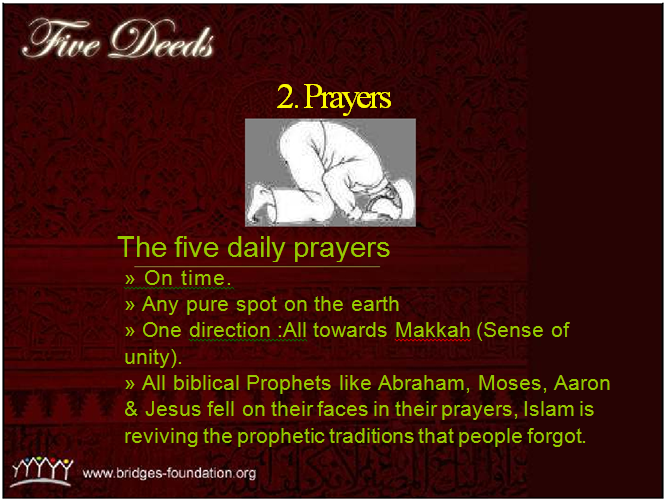 Five Deeds
2. Prayers
The five daily prayers
» On time.
» Any pure spot on the earth
» One direction :All towards Makkah (Sense of
unity).
» All biblical Prophets like Abraham, Moses, Aaron
& Jesus fell on their faces in their prayers, Islam is
reviving the prophetic traditions that people forgot.
www.bridges-foundation.org